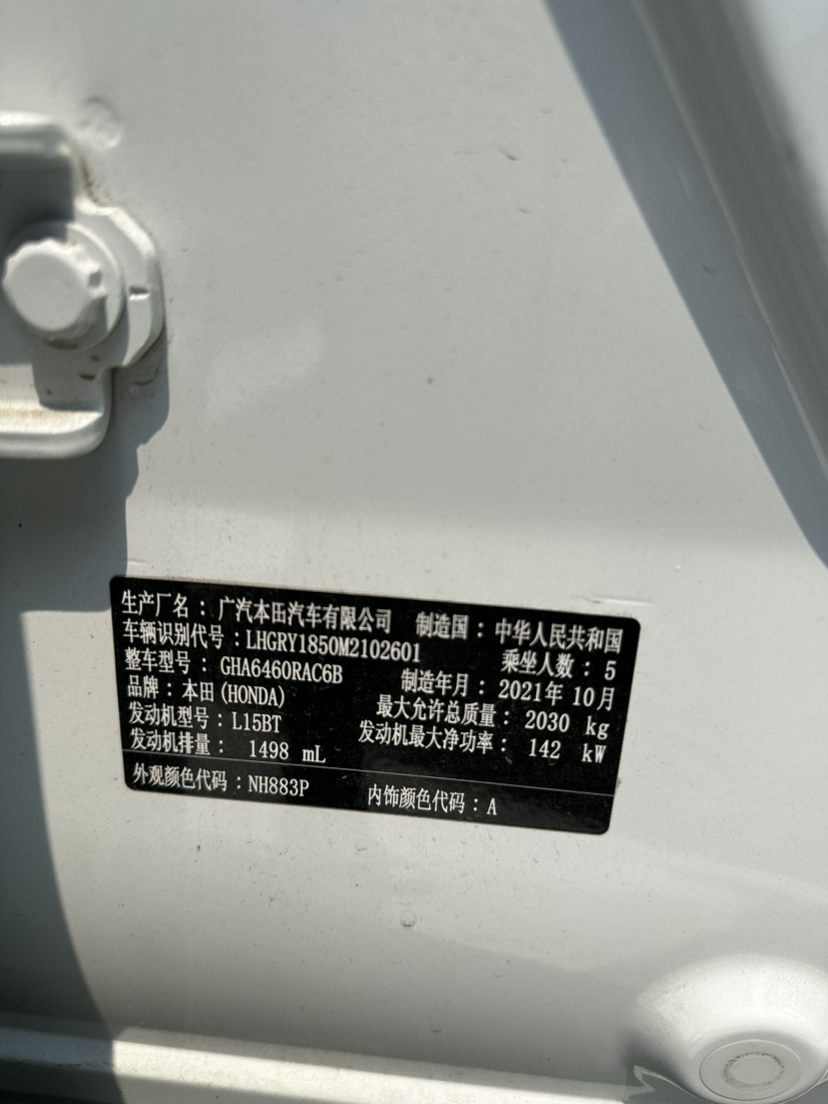 生产厂名：广汽本田汽车有限公司 制造国：中华人民共和国
车辆识别代号：LHGRY1850M2102601 乘坐人数：5
整车型号：GHA6460RAC6B 制造年月：2021年10月
品牌：本田(HONDA) 最大允许总质量：2030 kg
发动机型号：L15BT 发动机最大净功率：142 kW
发动机排量：1498 mL
外观颜色代码：NH883P 内饰颜色代码：A